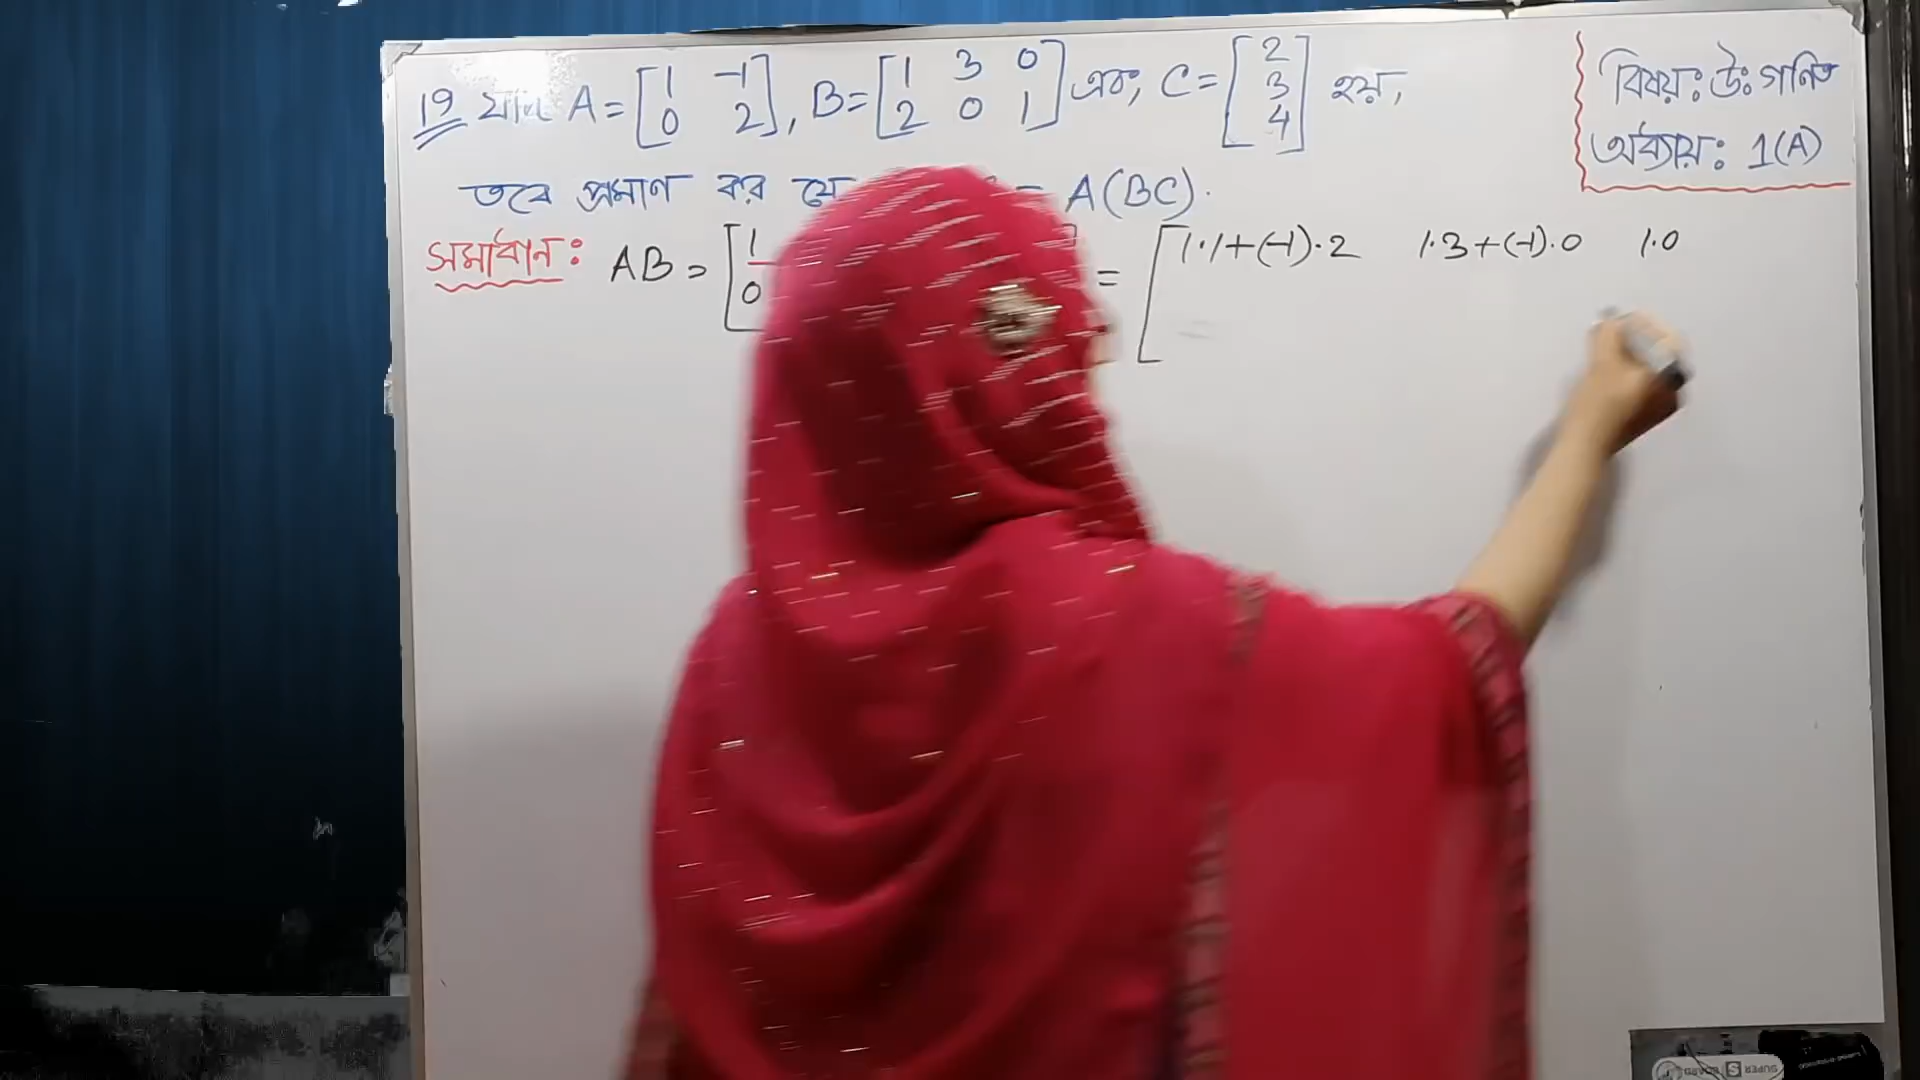 19 যদি A = [1 -1 0 2], B = [1 3 0 2 0 1] এবং, C = [2 3 4] হয়,
তবে প্রমাণ কর যে = A(BC).
সমাধান: AB = [1 0 = [1.1+(-1).2 1.3+(-1).0 1.0
বিষয়: উঃ গনিত
অধ্যায়: 1(A)